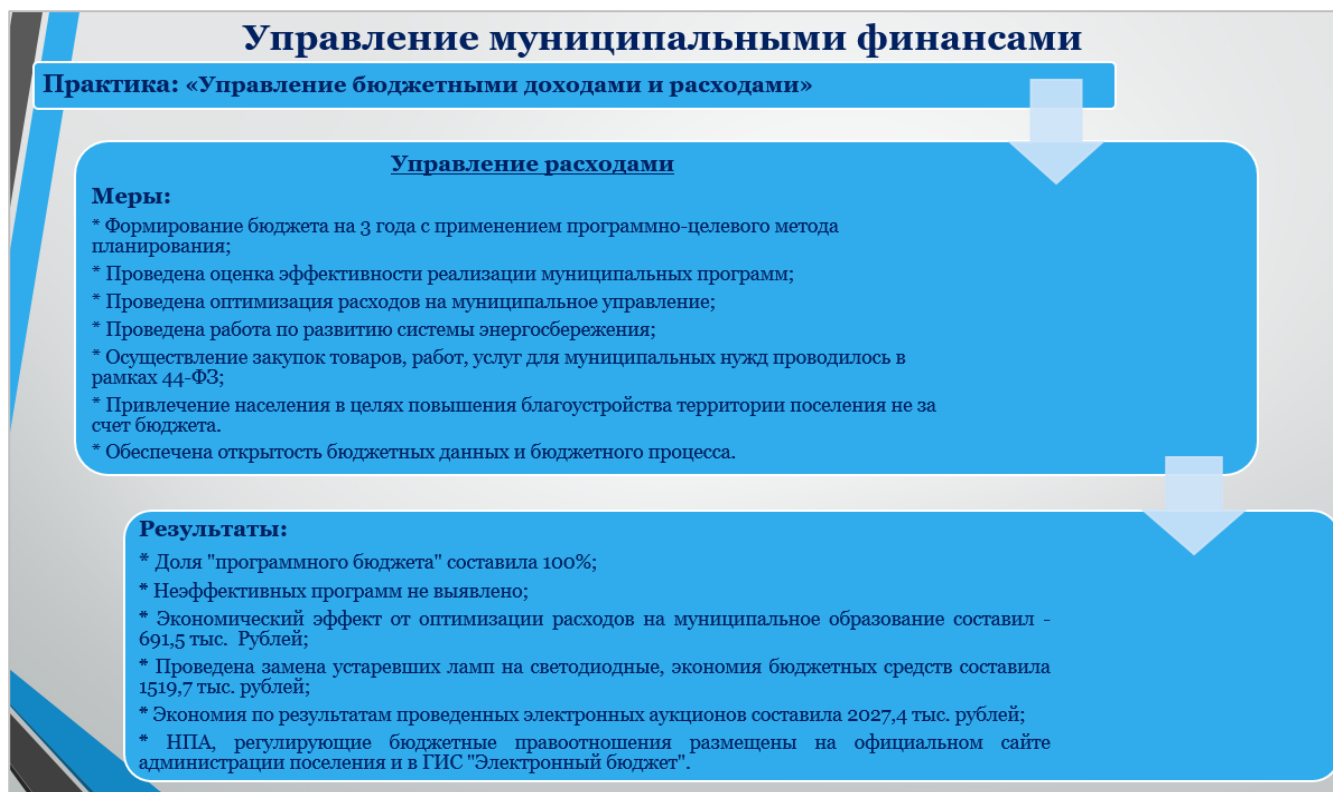 Управление муниципальными финансами
Практика: «Управление бюджетными доходами и расходами»
Управление расходами
Меры:
* Формирование бюджета на 3 года с применением программно-целевого метода
планирования;
* Проведена оценка эффективности реализации муниципальных программ;
* Проведена оптимизация расходов на муниципальное управление;
* Проведена работа по развитию системы энергосбережения;
* Осуществление закупок товаров, работ, услуг для муниципальных нужд проводилось в
рамках 44-ФЗ;
* Привлечение населения в целях повышения благоустройства территории поселения не за
счет бюджета.
* Обеспечена открытость бюджетных данных и бюджетного процесса.
Результаты:
* Доля "программного бюджета" составила 100%;
* Неэффективных программ не выявлено;
* Экономический эффект от оптимизации расходов на муниципальное образование составил -
691,5 тыс. Рублей;
* Проведена замена устаревших ламп на светодиодные, экономия бюджетных средств составила
1519,7 тыс. рублей;
* Экономия по результатам проведенных электронных аукционов составила 2027,4 тыс. рублей;
* НПА, регулирующие бюджетные правоотношения размещены на официальном сайте
администрации поселения и в ГИС "Электронный бюджет".